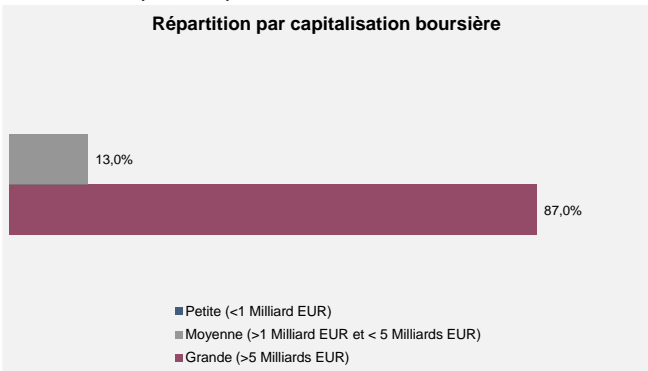 Répartition par capitalisation boursière
13,0%
87,0%
Petite (<1 Milliard EUR)
Moyenne (>1 Milliard EUR et < 5 Milliards EUR)
Grande (>5 Milliards EUR)